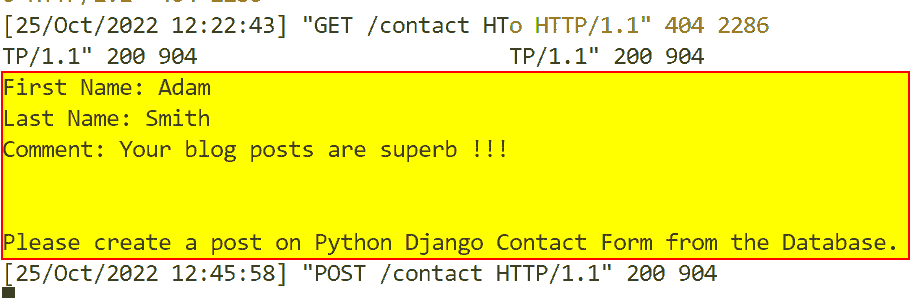 [25/Oct/2022 12:22:43] "GET /contact HTo HTTP/1.1" 404 2286
TP/1.1" 200 904 TP/1.1" 200 904
First Name: Adam
Last Name: Smith
Comment: Your blog posts are superb !!!
Please create a post on Python Django Contact Form from the Database.
[25/Oct/2022 12:45:58] "POST /contact HTTP/1.1" 200 904